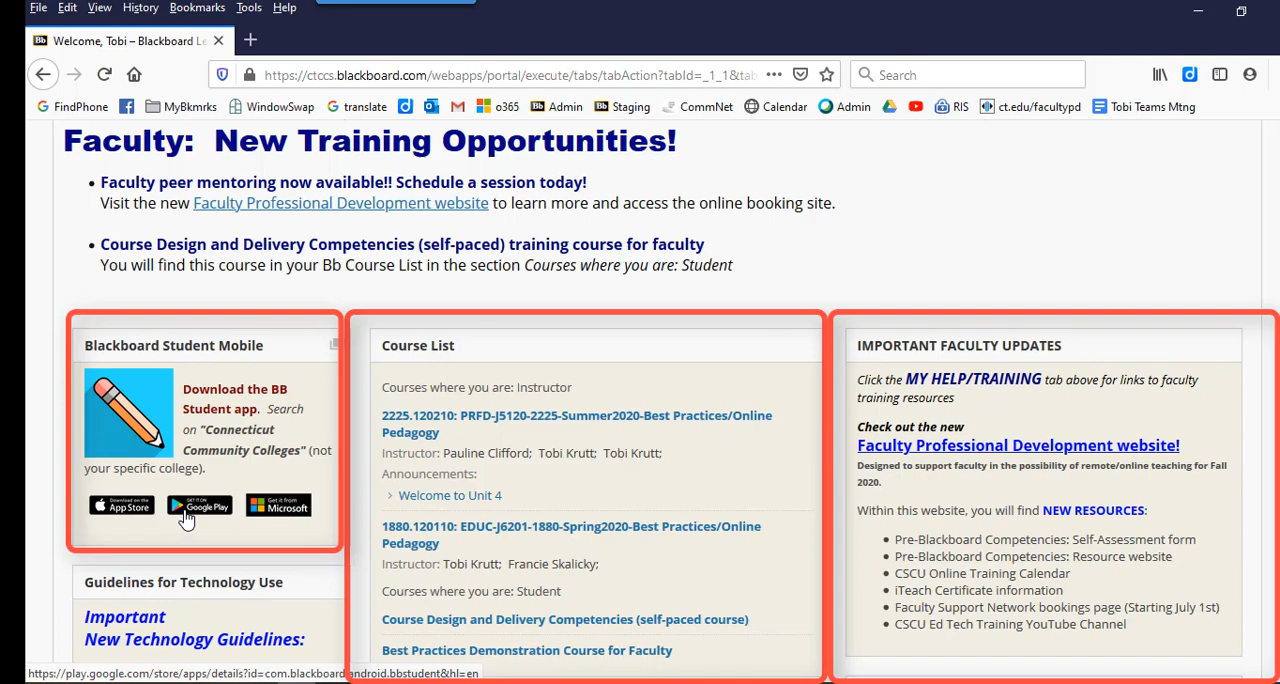 File Edit View History Bookmarks Tools Help
Bb Welcome, Tobi – Blackboard Le
https://ctccs.blackboard.com/webapps/portal/execute/tabs/tabAction?tabId=_1_1&tab
Search
FindPhone MyBkmrks WindowSwap translate o365 Bb Admin Bb Staging CommNet Calendar Admin RIS ct.edu/facultypd Tobi Teams Mtng
Faculty: New Training Opportunities!
• Faculty peer mentoring now available!! Schedule a session today!
Visit the new Faculty Professional Development website to learn more and access the online booking site.
• Course Design and Delivery Competencies (self-paced) training course for faculty
You will find this course in your Bb Course List in the section Courses where you are: Student
Blackboard Student Mobile
Download the BB
Student app. Search
on "Connecticut
Community Colleges" (not
your specific college).
Download on the App Store GET IT ON Google Play Get it from Microsoft
Guidelines for Technology Use
Important
New Technology Guidelines:
Course List
Courses where you are: Instructor
2225.120210: PRFD-J5120-2225-Summer2020-Best Practices/Online
Pedagogy
Instructor: Pauline Clifford; Tobi Krutt; Tobi Krutt;
Announcements:
> Welcome to Unit 4
1880.120110: EDUC-J6201-1880-Spring2020-Best Practices/Online
Pedagogy
Instructor: Tobi Krutt; Francie Skalicky;
Courses where you are: Student
Course Design and Delivery Competencies (self-paced course)
Best Practices Demonstration Course for Faculty
IMPORTANT FACULTY UPDATES
Click the MY HELP/TRAINING tab above for links to faculty
training resources
Check out the new
Faculty Professional Development website!
Designed to support faculty in the possibility of remote/online teaching for Fall
2020.
Within this website, you will find NEW RESOURCES:
• Pre-Blackboard Competencies: Self-Assessment form
• Pre-Blackboard Competencies: Resource website
• CSCU Online Training Calendar
• iTeach Certificate information
• Faculty Support Network bookings page (Starting July 1st)
• CSCU Ed Tech Training YouTube Channel
https://play.google.com/store/apps/details?id=com.blackboard.android.bbstudent&hl=en